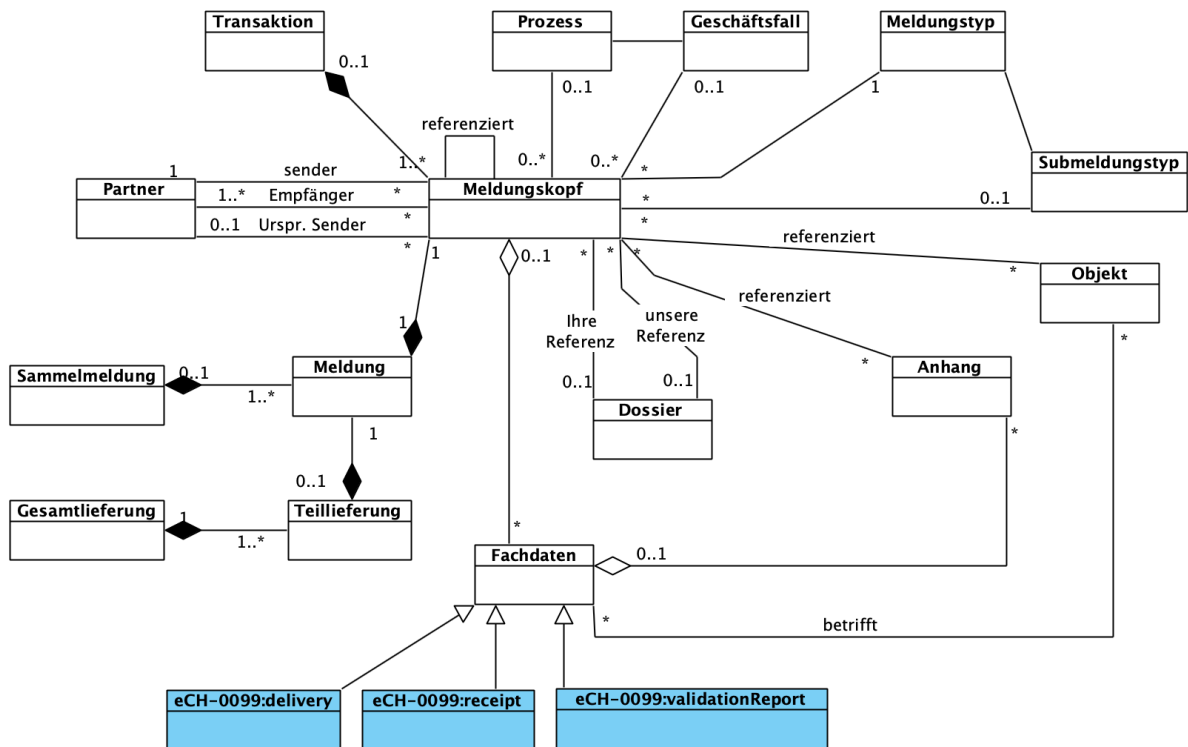 Transaktion
Prozess
Geschäftsfall
Meldungstyp
0..1
0..1
0..1
1
referenziert
1..*
0..*
0..*
*
Submeldungstyp
1
sender
Partner
Meldungskopf
1..*
Empfänger
*
*
0..1
0..1
Urspr. Sender
*
*
*
1
0..1
*
*
*
referenziert
*
Objekt
referenziert
Ihre
Referenz
unsere
Referenz
1
*
Sammelmeldung
0..1
1..*
Meldung
*
Anhang
0..1
0..1
Dossier
1
*
0..1
Gesamtlieferung
1
1..*
Teillieferung
*
Fachdaten
0..1
*
betrifft
eCH-0099:delivery
eCH-0099:receipt
eCH-0099:validationReport